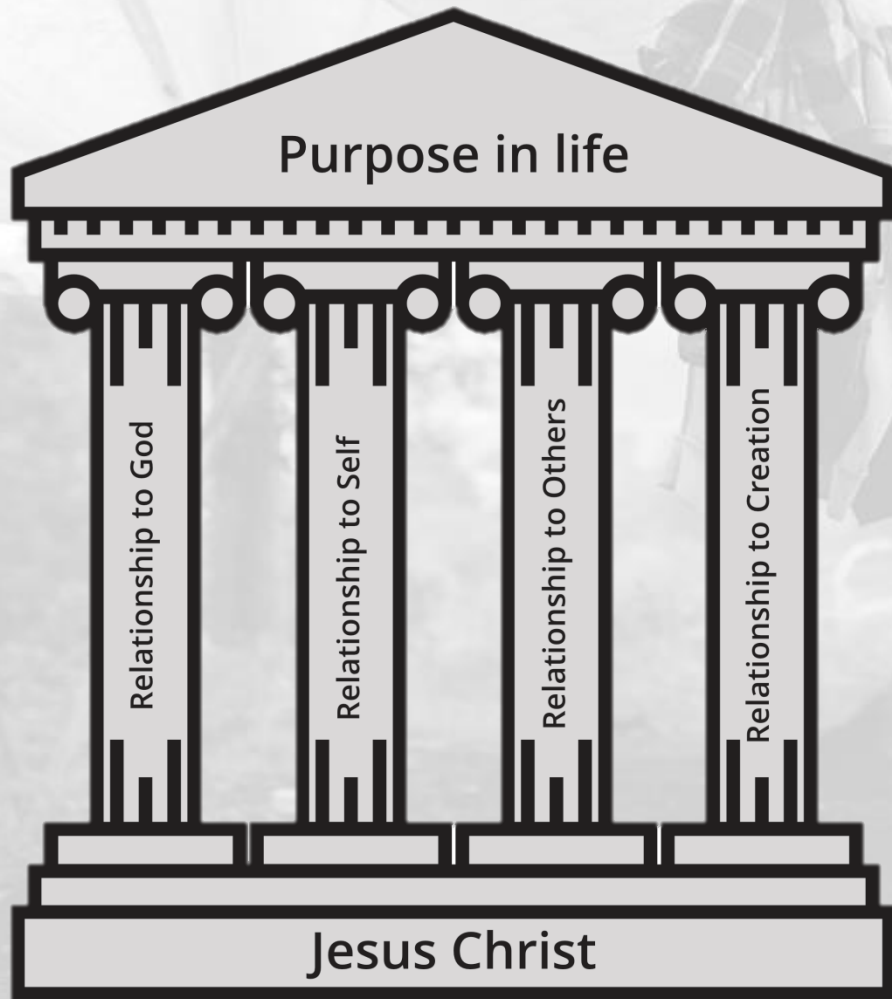 Purpose in life
Relationship to God
Relationship to Self
Relationship to Others
Relationship to Creation
Jesus Christ